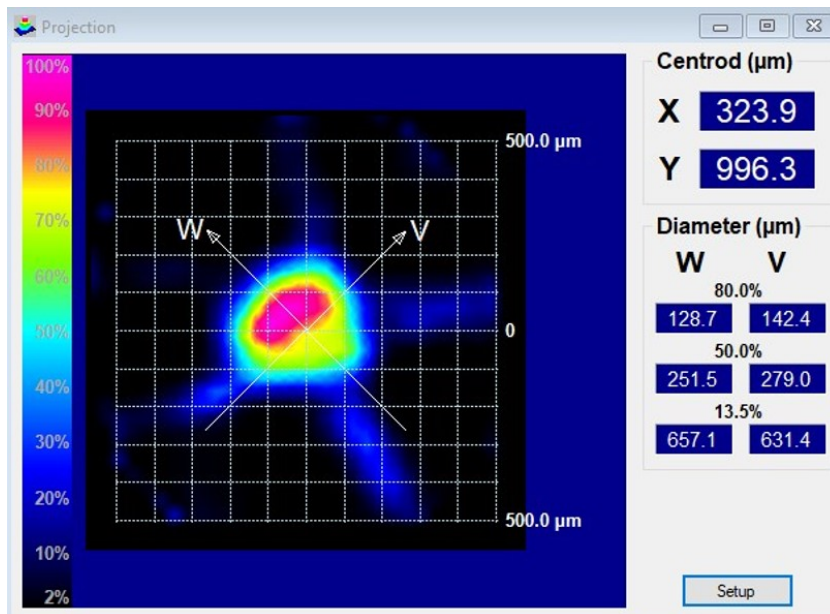 Projection
100%
90%
80%
70%
60%
50%
40%
30%
20%
10%
2%
500.0 µm
W
V
0
500.0 µm
Centrod (µm)
X 323.9
Y 996.3
Diameter (µm)
W V
80.0%
128.7 142.4
50.0%
251.5 279.0
13.5%
657.1 631.4
Setup